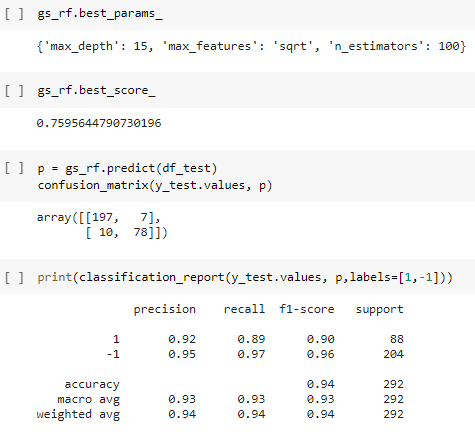 [ ] gs_rf.best_params_
{'max_depth': 15, 'max_features': 'sqrt', 'n_estimators': 100}
[ ] gs_rf.best_score_
0.7595644790730196
[ ] p = gs_rf.predict(df_test)
confusion_matrix(y_test.values, p)
array([[197,   7],
       [ 10,  78]])
[ ] print(classification_report(y_test.values, p,labels=[1,-1]))
              precision    recall  f1-score   support
           1       0.92      0.89      0.90        88
          -1       0.95      0.97      0.96       204
    accuracy                           0.94       292
   macro avg       0.93      0.93      0.93       292
weighted avg       0.94      0.94      0.94       292